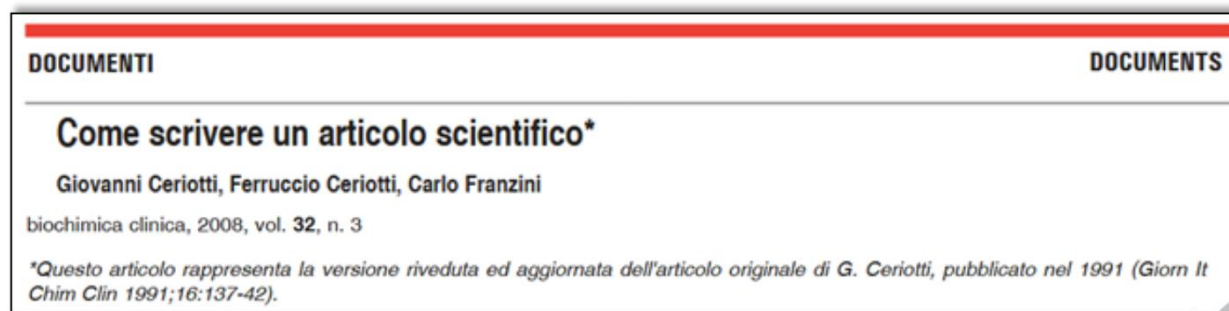 DOCUMENTI DOCUMENTS
Come scrivere un articolo scientifico*
Giovanni Ceriotti, Ferruccio Ceriotti, Carlo Franzini
biochimica clinica, 2008, vol. 32, n. 3
*Questo articolo rappresenta la versione riveduta ed aggiornata dell'articolo originale di G. Ceriotti, pubblicato nel 1991 (Giorn It
Chim Clin 1991;16:137-42).